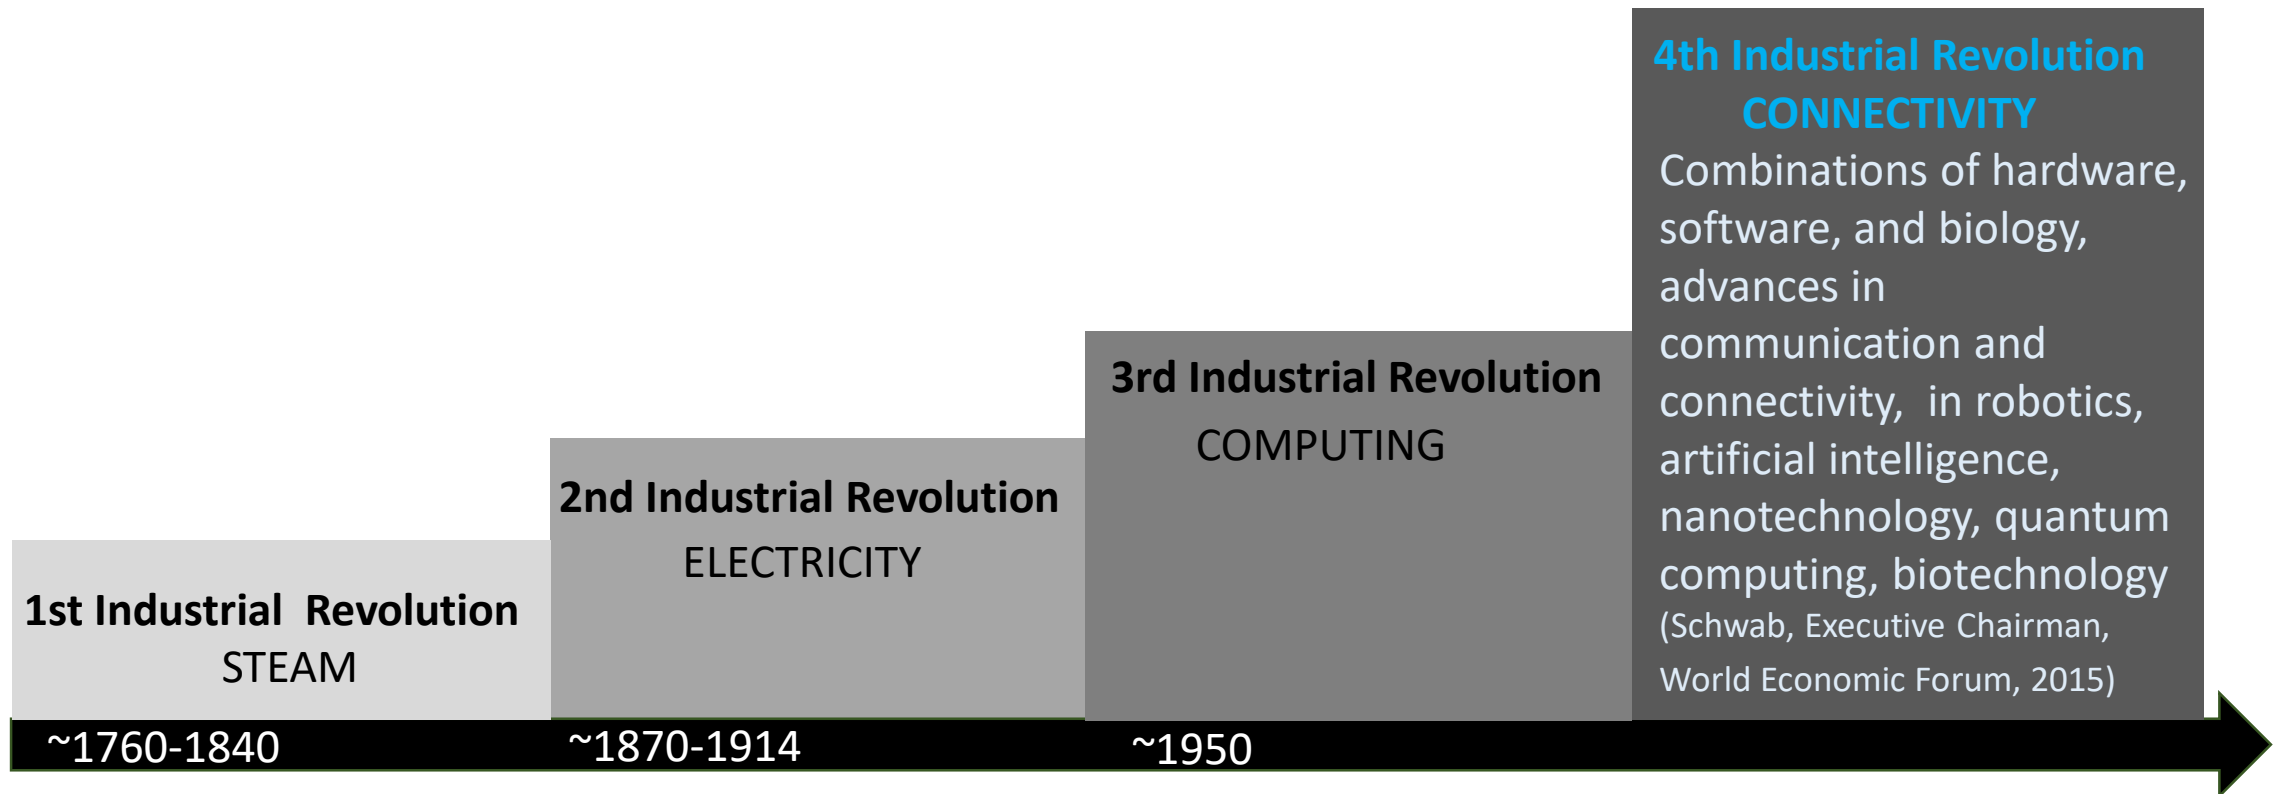 4th Industrial Revolution
CONNECTIVITY
Combinations of hardware,
software, and biology,
advances in
communication and
connectivity,  in robotics,
artificial intelligence,
nanotechnology, quantum
computing, biotechnology
(Schwab, Executive Chairman,
World Economic Forum, 2015)
3rd Industrial Revolution
COMPUTING
2nd Industrial Revolution
ELECTRICITY
1st Industrial  Revolution
STEAM
~1760-1840
~1870-1914
~1950